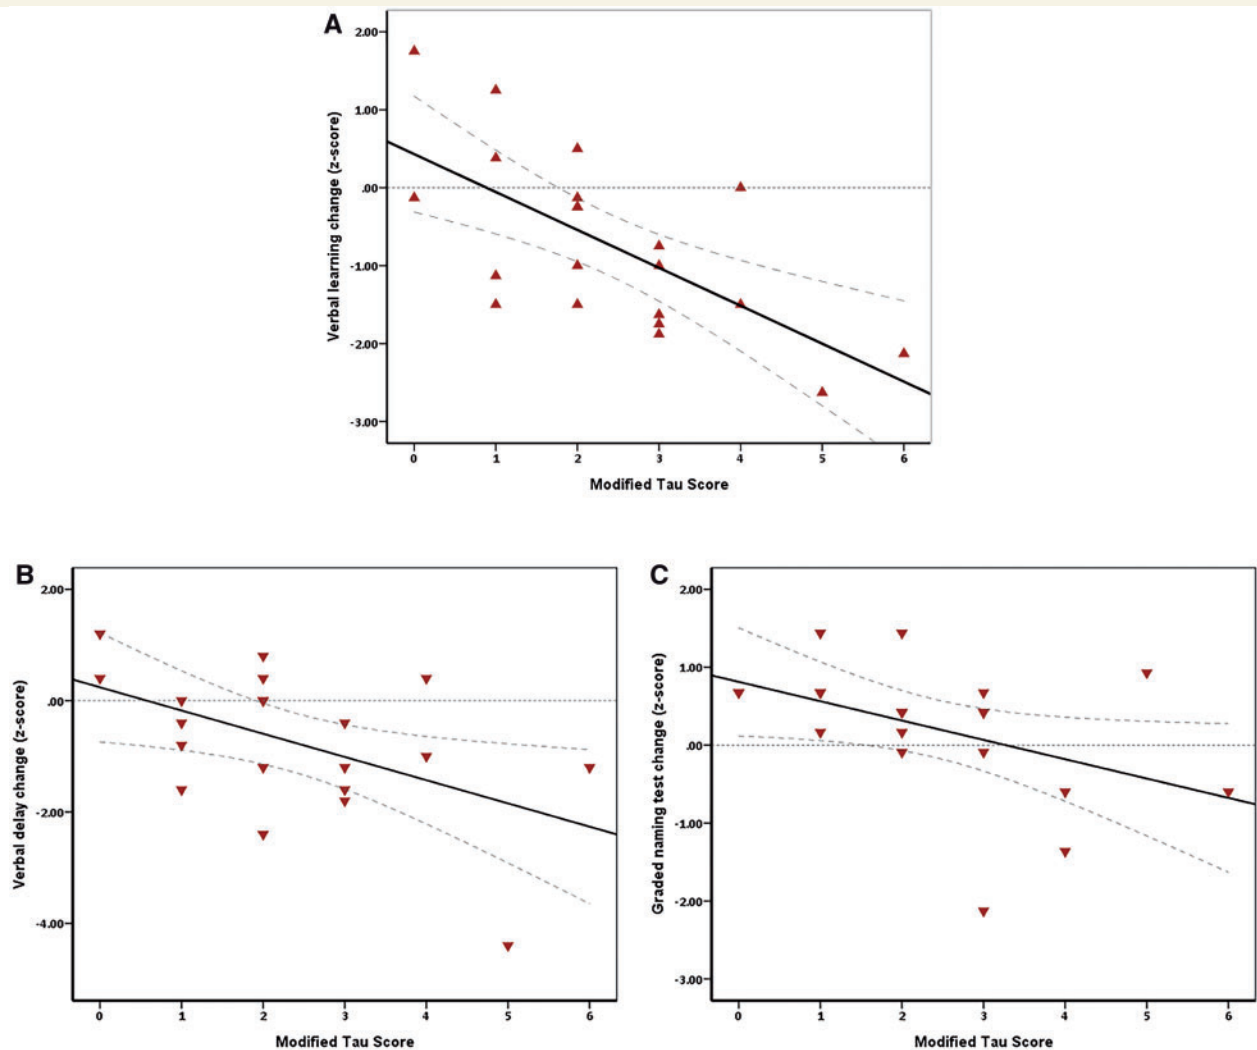 A
Verbal learning change (z-score)
2.00
1.00
.00
-1.00
-2.00
-3.00
0 1 2 3 4 5 6
Modified Tau Score
B
Verbal delay change (z-score)
2.00
.00
-2.00
-4.00
0 1 2 3 4 5 6
Modified Tau Score
C
Graded naming test change (z-score)
2.00
1.00
.00
-1.00
-2.00
-3.00
0 1 2 3 4 5 6
Modified Tau Score